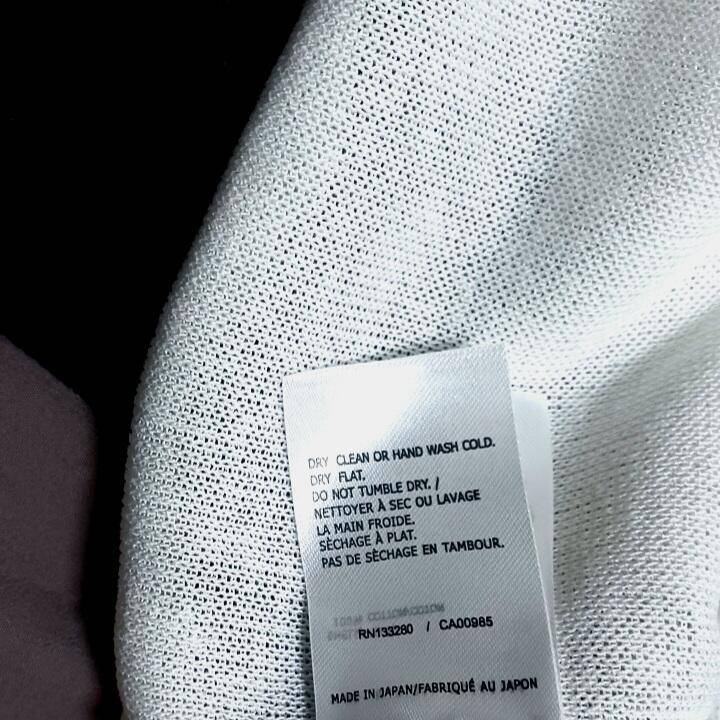 DRY CLEAN OR HAND WASH COLD.
DRY FLAT.
DO NOT TUMBLE DRY. /
NETTOYER À SEC OU LAVAGE
LA MAIN FROIDE.
SÈCHAGE À PLAT.
PAS DE SÈCHAGE EN TAMBOUR.
RN133280 / CA00985
MADE IN JAPAN/FABRIQUÉ AU JAPON